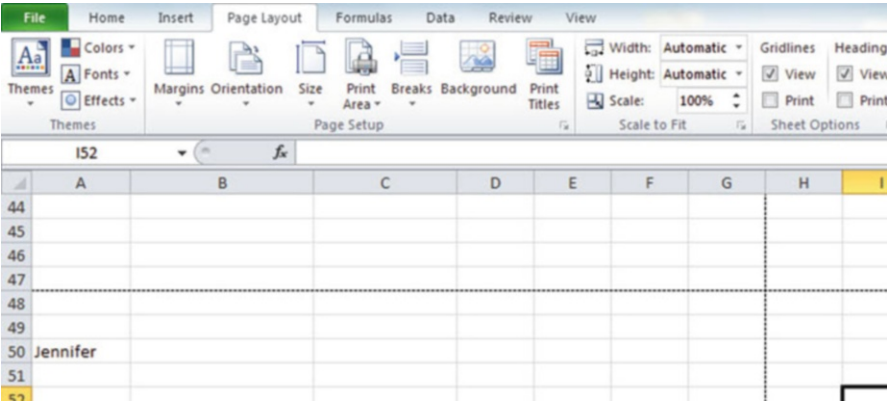 File Home Insert Page Layout Formulas Data Review View
Colors Width: Automatic Gridlines Heading
Aa A Fonts Height: Automatic View View
Themes Effects Margins Orientation Size Print Area Breaks Background Print Titles Scale: 100% Print Print
Themes Page Setup Scale to Fit Sheet Options
I52 fx
A B C D E F G H I
44
45
46
47
48
49
50 Jennifer
51
52